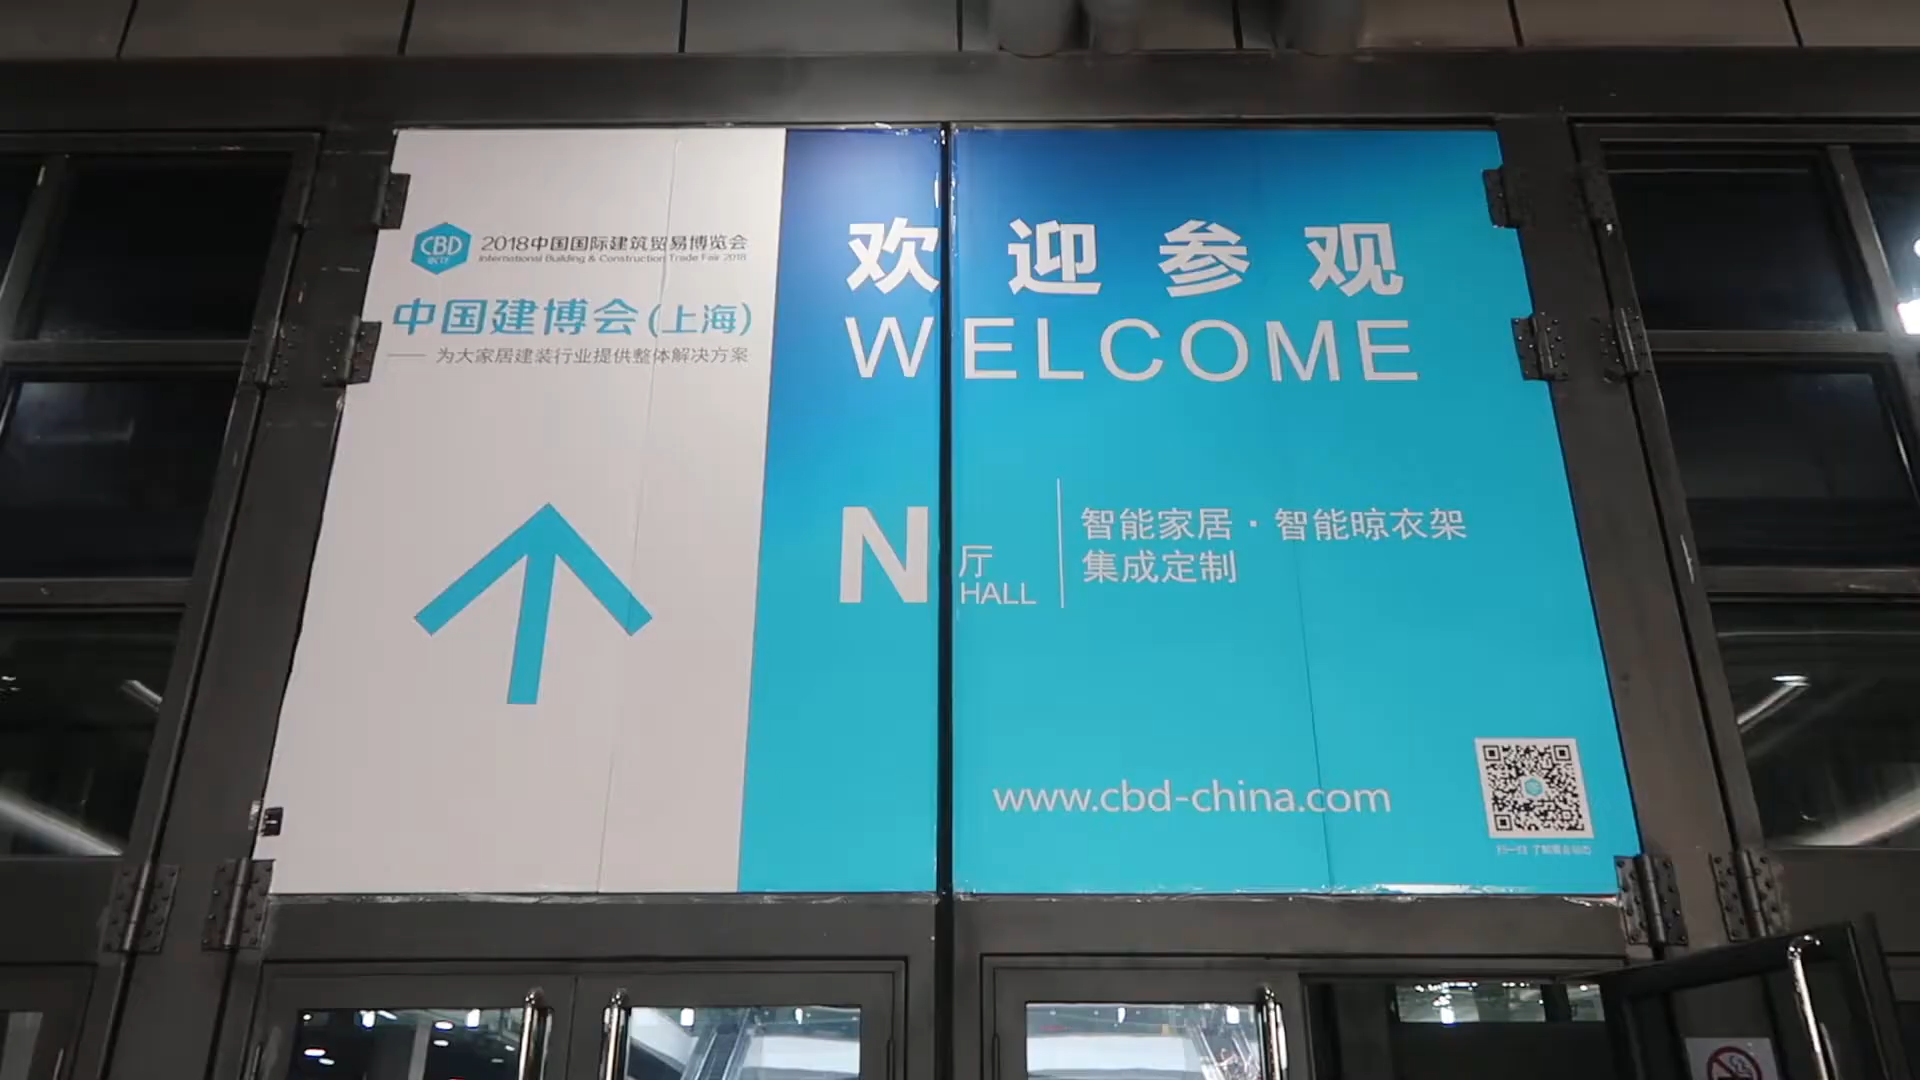 CBD
IBCTF
2018中国国际建筑贸易博览会
International Building & Construction Trade Fair 2018
中国建博会(上海)
—— 为大家居建装行业提供整体解决方案
欢迎参观
WELCOME
N厅
HALL
智能家居·智能晾衣架
集成定制
www.cbd-china.com